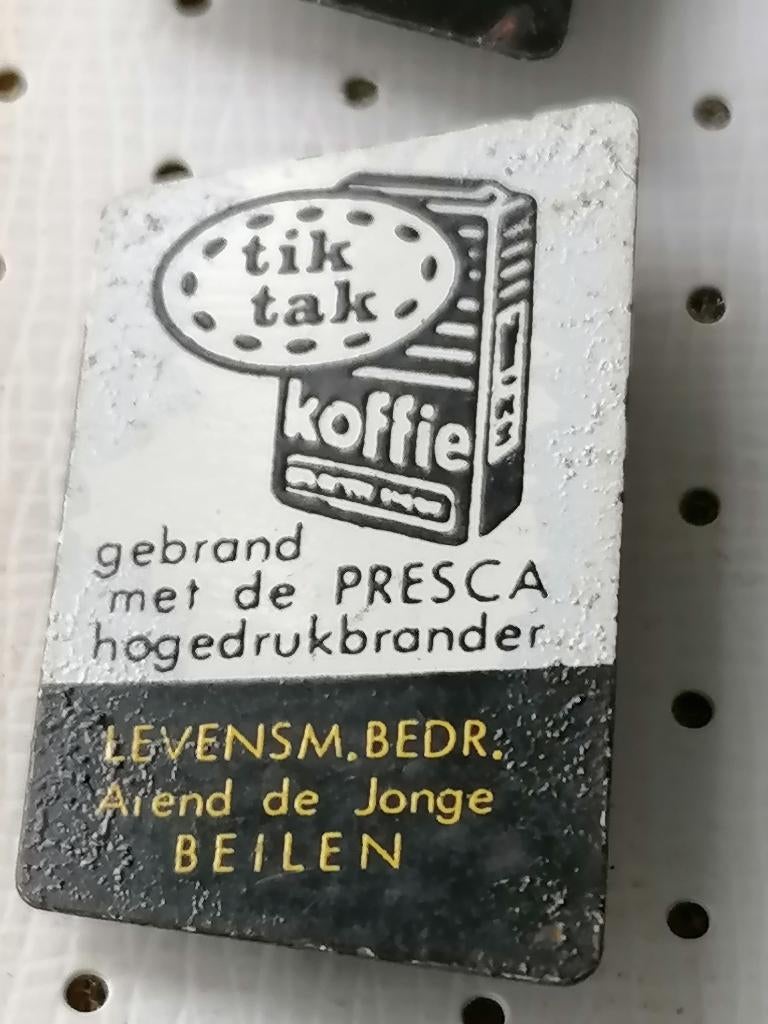 tik
tak
koffie
gebrand
met de PRESCA
hogedrukbrander
LEVENSM. BEDR.
Arend de Jonge
BEILEN